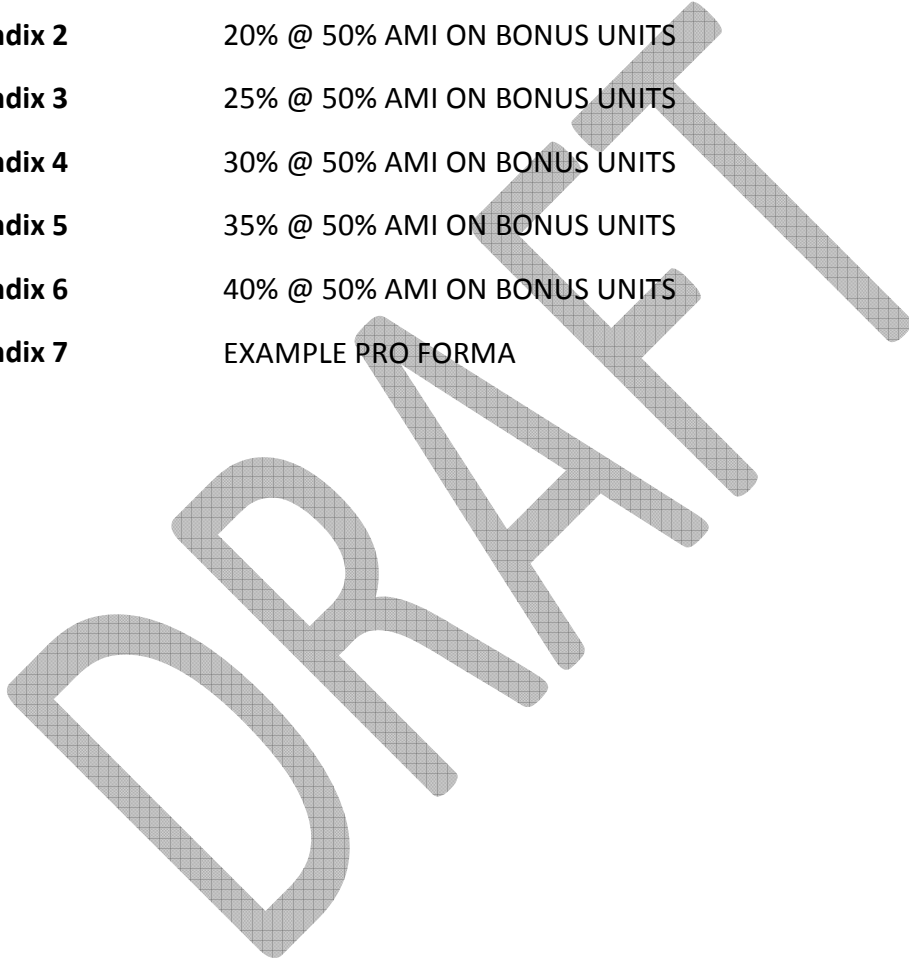 ndix 2 20% @ 50% AMI ON BONUS UNITS
ndix 3 25% @ 50% AMI ON BONUS UNITS
ndix 4 30% @ 50% AMI ON BONUS UNITS
ndix 5 35% @ 50% AMI ON BONUS UNITS
ndix 6 40% @ 50% AMI ON BONUS UNITS
ndix 7 EXAMPLE PRO FORMA
DRAFT